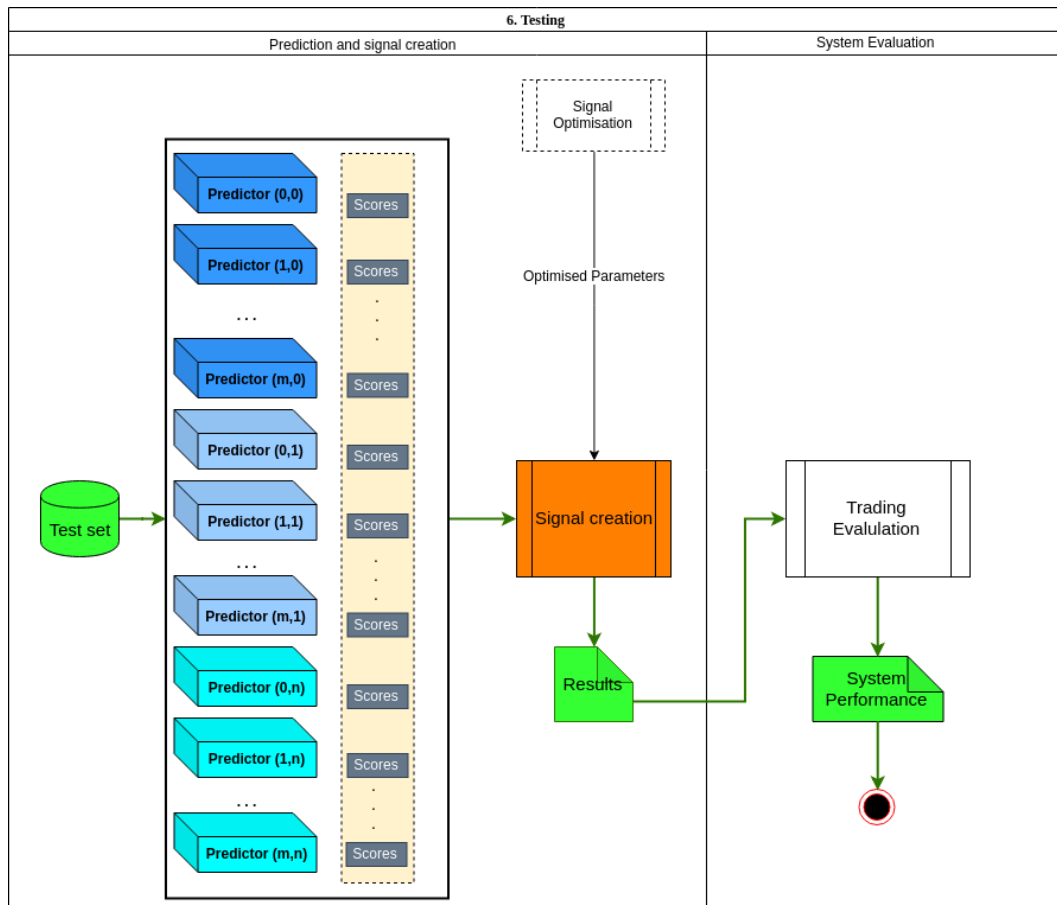 6. Testing
Prediction and signal creation
System Evaluation
Signal
Optimisation
Predictor (0,0)
Scores
Predictor (1,0)
Scores
...
.
.
.
Predictor (m,0)
Scores
Optimised Parameters
Predictor (0,1)
Scores
Test set
Predictor (1,1)
Scores
...
.
.
.
Predictor (m,1)
Scores
Signal creation
Trading
Evalulation
Predictor (0,n)
Scores
Results
System
Performance
Predictor (1,n)
Scores
...
.
.
.
Predictor (m,n)
Scores